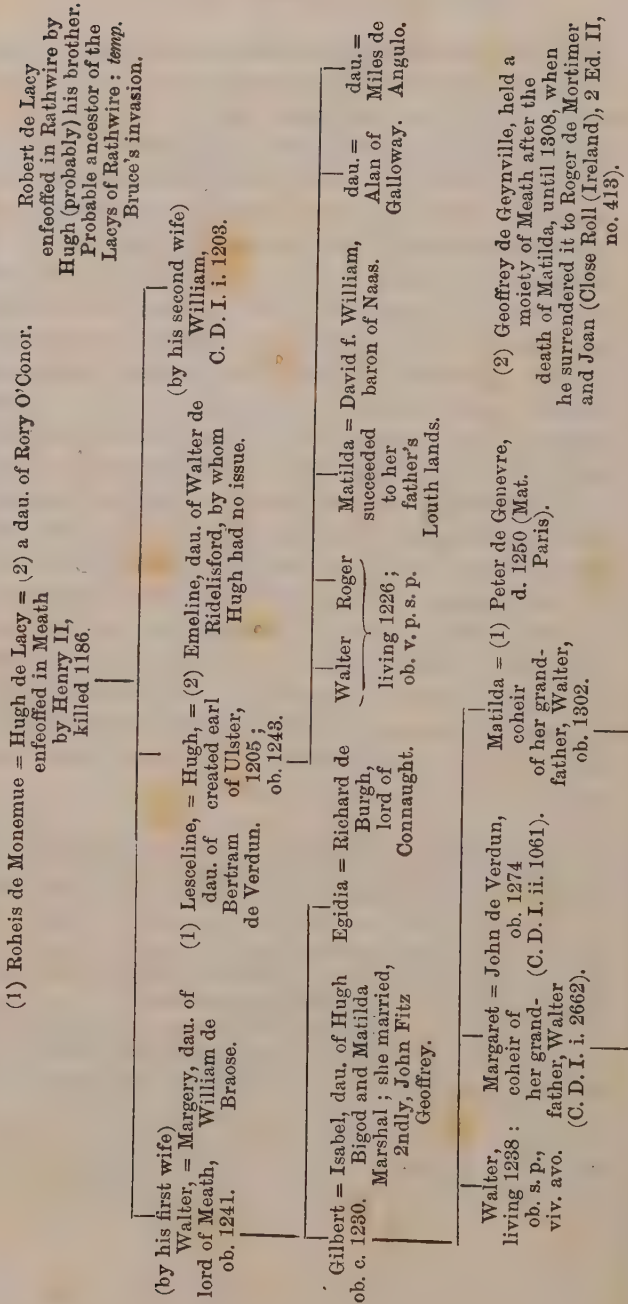 (1) Roheis de Monemue = Hugh de Lacy = (2) a dau. of Rory O'Conor.
enfeoffed in Meath
by Henry II,
killed 1186.
Robert de Lacy
enfeoffed in Rathwire by
Hugh (probably) his brother.
Probable ancestor of the
Lacys of Rathwire : temp.
Bruce's invasion.
(by his first wife)
Walter, = Margery, dau. of
lord of Meath, William de
ob. 1241. Braose.
(1) Lesceline, = Hugh, = (2) Emeline, dau. of Walter de
dau. of created earl Ridelisford, by whom
Bertram of Ulster, Hugh had no issue.
de Verdun. 1205 ;
ob. 1243.
(by his second wife)
William,
C. D. I. i. 1203.
Gilbert = Isabel, dau. of Hugh
ob. c. 1230. Bigod and Matilda
Marshal ; she married,
2ndly, John Fitz
Geoffrey.
Egidia = Richard de
Burgh,
lord of
Connaught.
Walter Roger
living 1226 ;
ob. v. p. s. p.
Matilda = David f. William,
succeeded baron of Naas.
to her
father's
Louth lands.
dau. =
Alan of
Galloway.
dau. =
Miles de
Angulo.
Walter,
living 1238 :
ob. s. p.,
viv. avo.
Margaret = John de Verdun,
coheir of ob. 1274
her grand- (C. D. I. ii. 1061).
father, Walter
(C. D. I. i. 2662).
Matilda = (1) Peter de Genevre,
coheir d. 1250 (Mat.
of her grand- Paris).
father, Walter,
ob. 1302.
(2) Geoffrey de Geynville, held a
moiety of Meath after the
death of Matilda, until 1308, when
he surrendered it to Roger de Mortimer
and Joan (Close Roll (Ireland), 2 Ed. II,
no. 413).